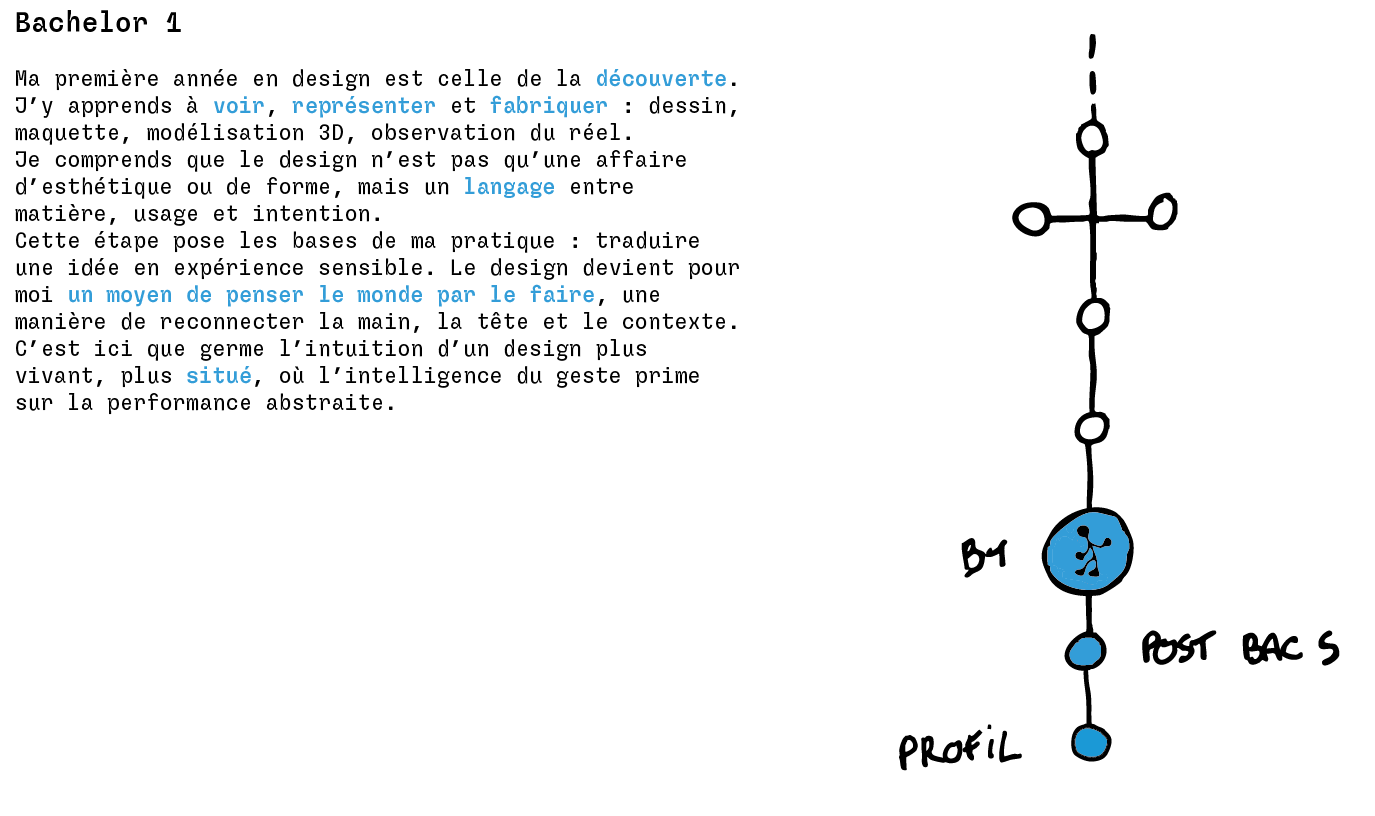 Bachelor 1
Ma première année en design est celle de la découverte.
J'y apprends à voir, représenter et fabriquer : dessin,
maquette, modélisation 3D, observation du réel.
Je comprends que le design n'est pas qu'une affaire
d'esthétique ou de forme, mais un langage entre
matière, usage et intention.
Cette étape pose les bases de ma pratique : traduire
une idée en expérience sensible. Le design devient pour
moi un moyen de penser le monde par le faire, une
manière de reconnecter la main, la tête et le contexte.
C'est ici que germe l'intuition d'un design plus
vivant, plus situé, où l'intelligence du geste prime
sur la performance abstraite.
B1
POST BAC S
PROFiL